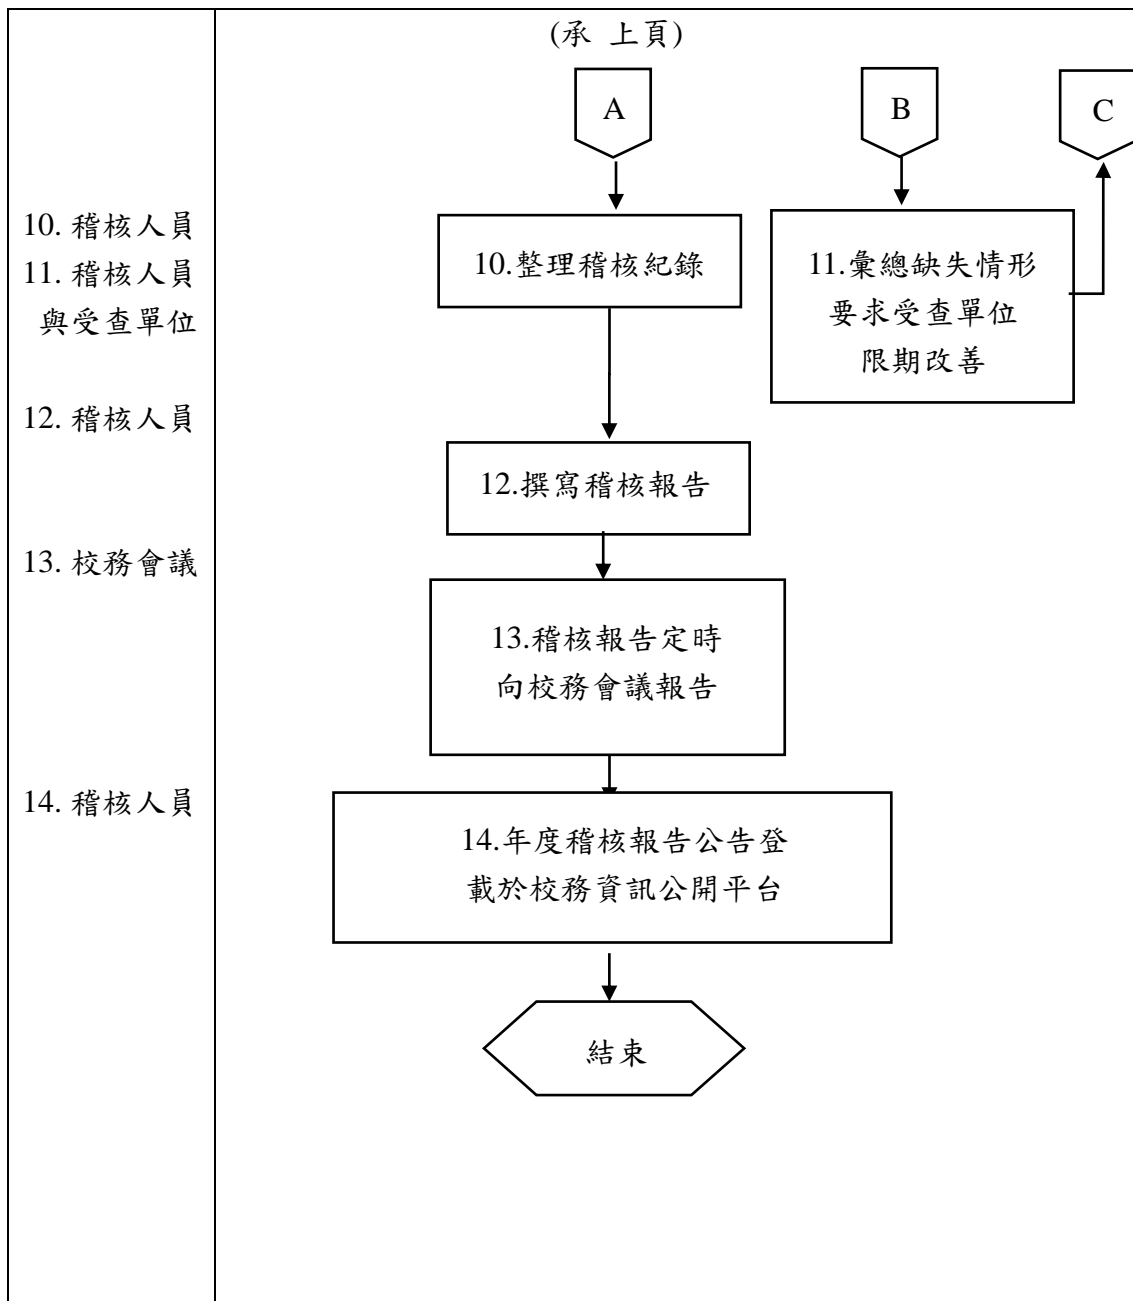 (承 上頁)
A
B
C
10. 稽核人員
11. 稽核人員
與受查單位
12. 稽核人員
13. 校務會議
14. 稽核人員
10.整理稽核紀錄
11.彙總缺失情形
要求受查單位
限期改善
12.撰寫稽核報告
13.稽核報告定時
向校務會議報告
14.年度稽核報告公告登
載於校務資訊公開平台
結束